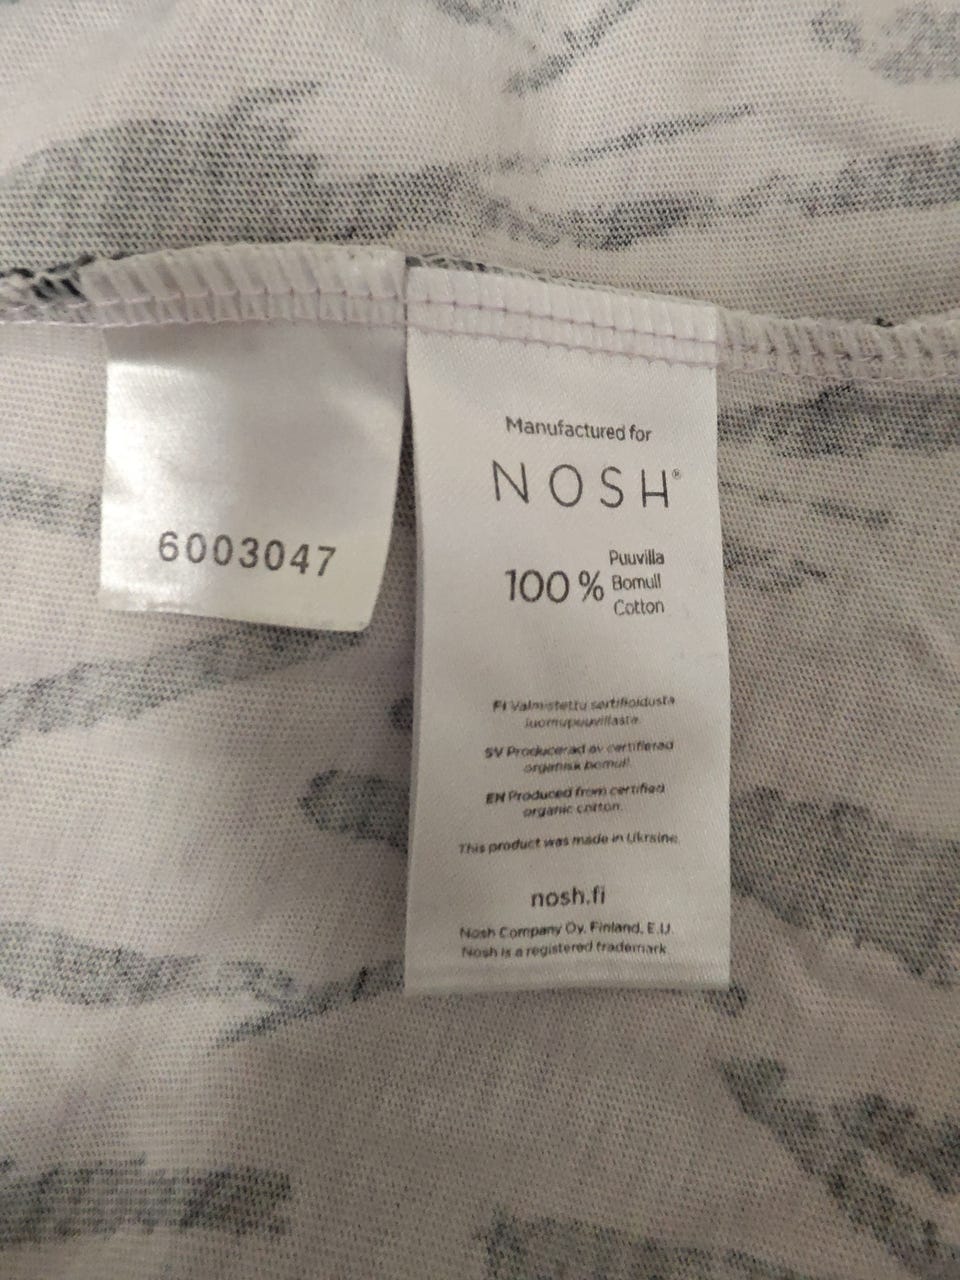 6003047
Manufactured for
NOSH®
100 % Puuvilla
Bomull
Cotton
FI Valmistettu sertifioidusta
luomupuuvillasta.
SV Producerad av certifierad
organisk bomull.
EN Produced from certified
organic cotton.
This product was made in Ukraine.
nosh.fi
Nosh Company Oy, Finland, E.U.
Nosh is a registered trademark